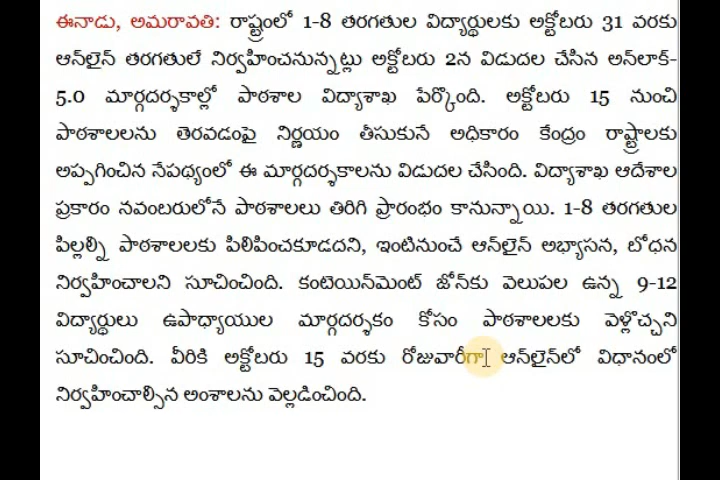 ఈనాడు, అమరావతి: రాష్ట్రంలో 1-8 తరగతుల విద్యార్థులకు అక్టోబరు 31 వరకు
ఆన్‌లైన్ తరగతులే నిర్వహించనున్నట్లు అక్టోబరు 2న విడుదల చేసిన అన్‌లాక్-
5.0 మార్గదర్శకాల్లో పాఠశాల విద్యాశాఖ పేర్కొంది. అక్టోబరు 15 నుంచి
పాఠశాలలను తెరవడంపై నిర్ణయం తీసుకునే అధికారం కేంద్రం రాష్ట్రాలకు
అప్పగించిన నేపథ్యంలో ఈ మార్గదర్శకాలను విడుదల చేసింది. విద్యాశాఖ ఆదేశాల
ప్రకారం నవంబరులోనే పాఠశాలలు తిరిగి ప్రారంభం కానున్నాయి. 1-8 తరగతుల
పిల్లల్ని పాఠశాలలకు పిలిపించకూడదని, ఇంటినుంచే ఆన్‌లైన్ అభ్యాసన, బోధన
నిర్వహించాలని సూచించింది. కంటెయిన్‌మెంట్ జోన్‌కు వెలుపల ఉన్న 9-12
విద్యార్థులు ఉపాధ్యాయుల మార్గదర్శకం కోసం పాఠశాలలకు వెళ్లొచ్చని
సూచించింది. వీరికి అక్టోబరు 15 వరకు రోజువారీగా ఆన్‌లైన్‌లో విధానంలో
నిర్వహించాల్సిన అంశాలను వెల్లడించింది.